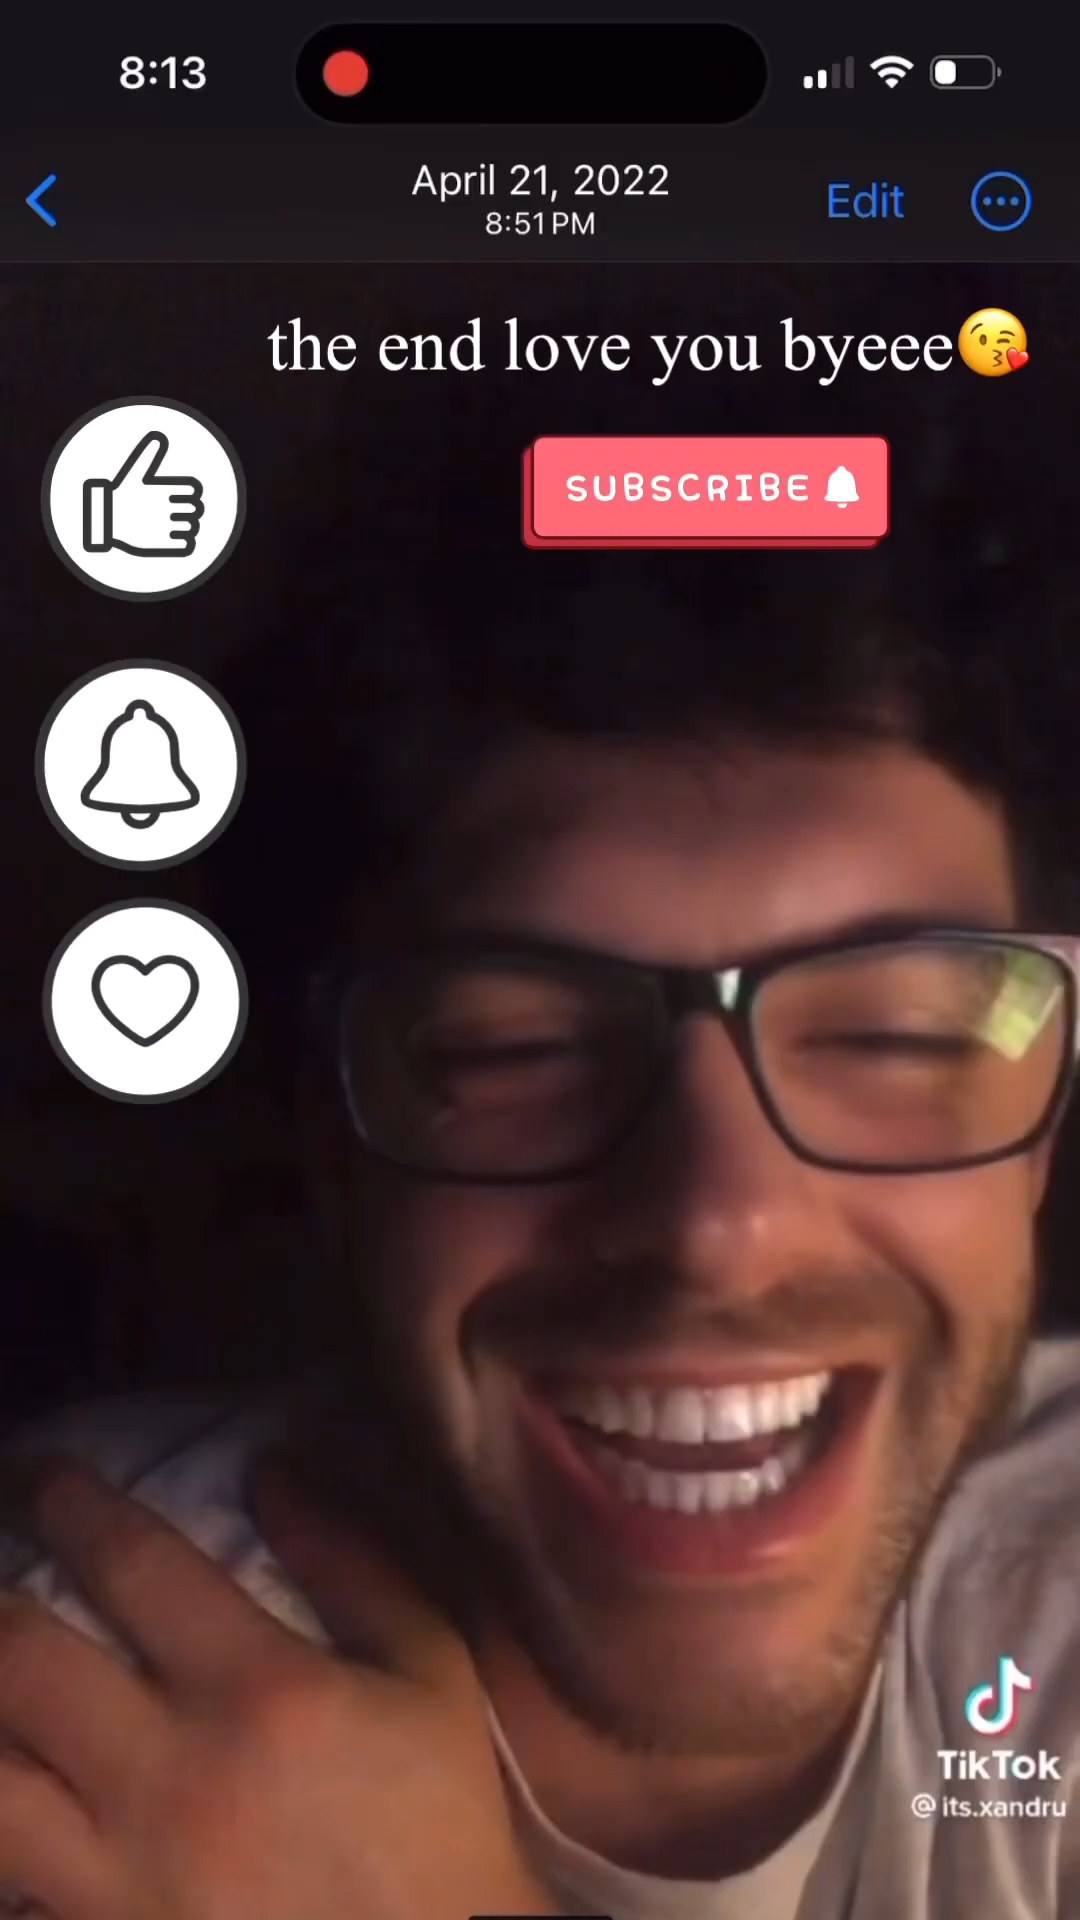 8:13
April 21, 2022
8:51 PM
Edit
the end love you byeee😘
SUBSCRIBE
TikTok
@its.xandru